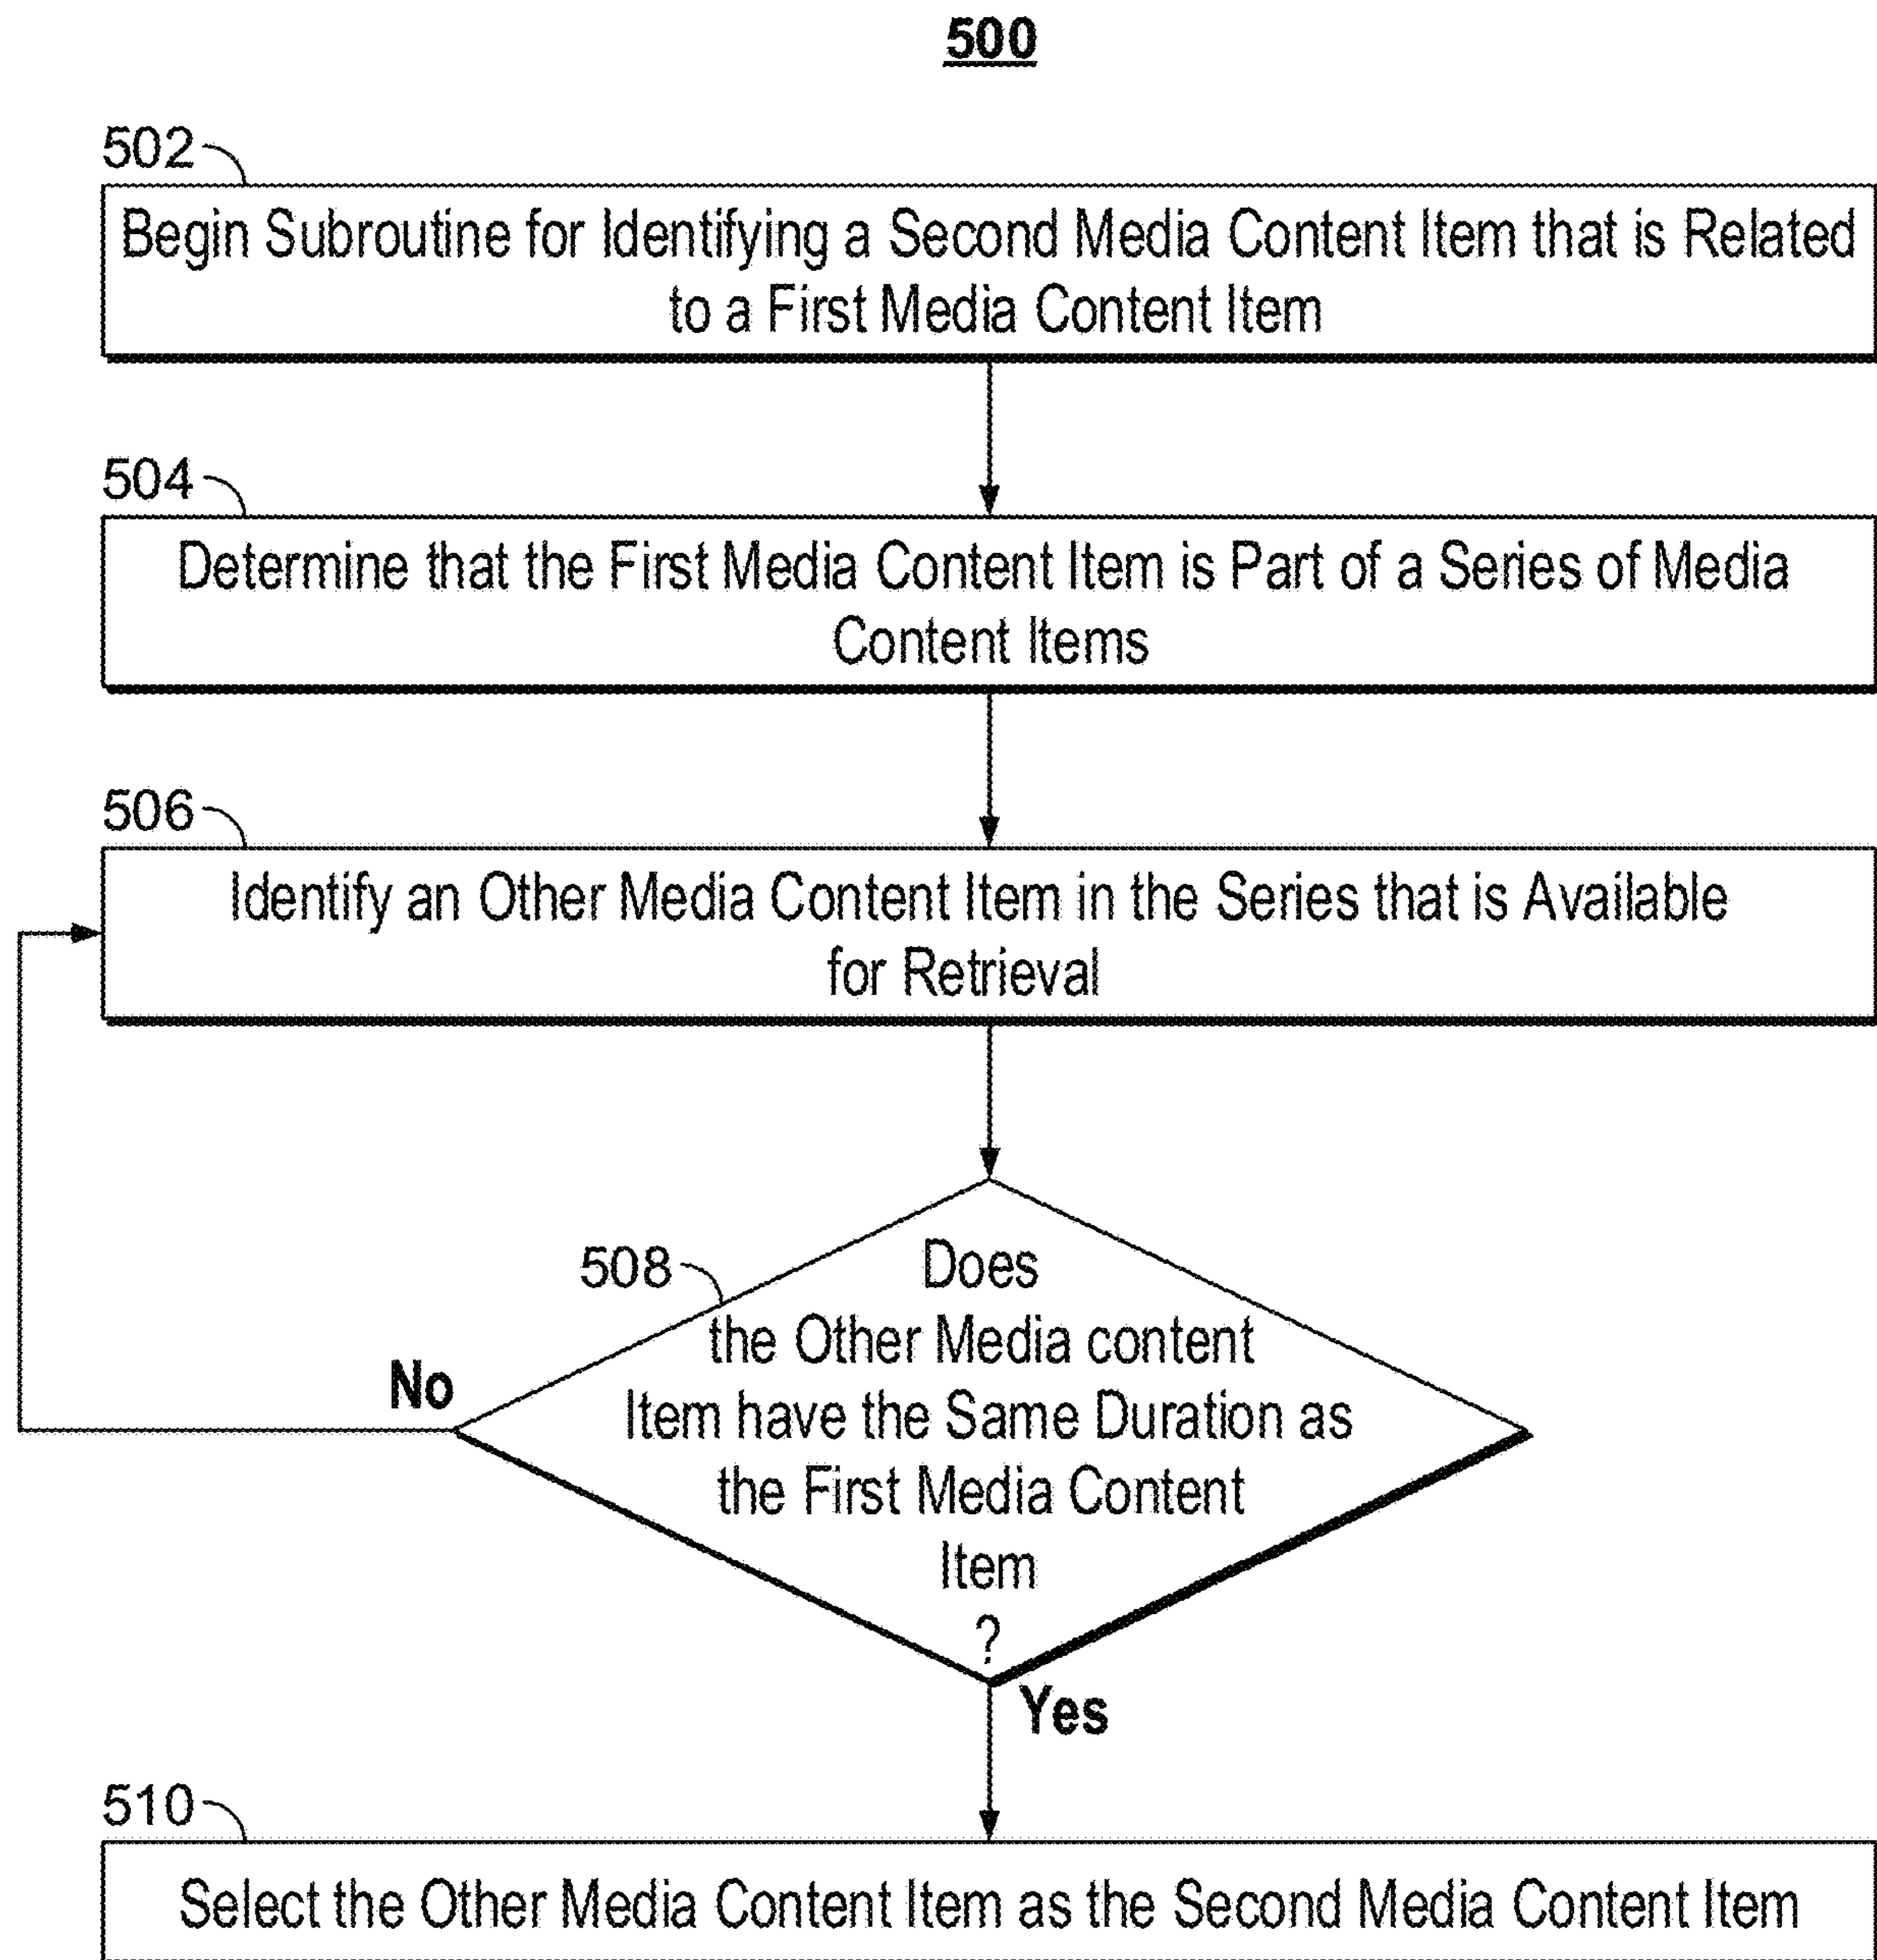 500
502
Begin Subroutine for Identifying a Second Media Content Item that is Related
to a First Media Content Item
504
Determine that the First Media Content Item is Part of a Series of Media
Content Items
506
Identify an Other Media Content Item in the Series that is Available
for Retrieval
508
Does
the Other Media content
Item have the Same Duration as
the First Media Content
Item
?
No
Yes
510
Select the Other Media Content Item as the Second Media Content Item